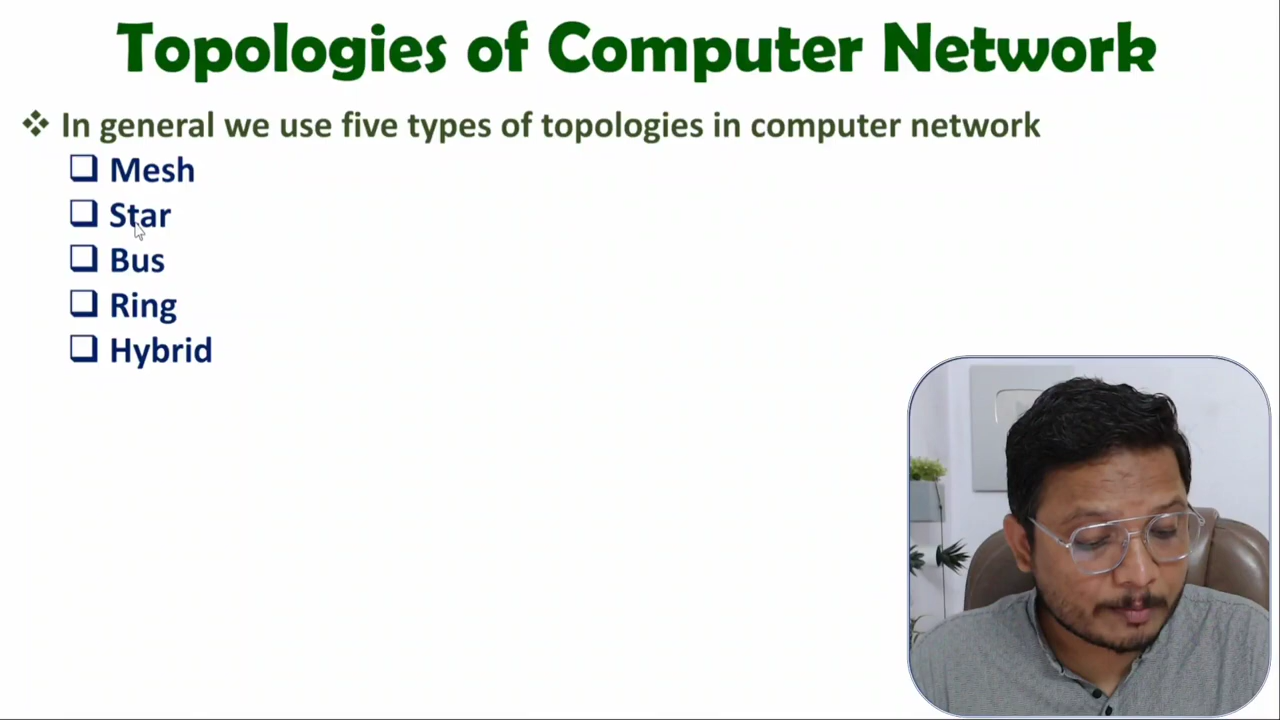 Topologies of Computer Network
In general we use five types of topologies in computer network
Mesh
Star
Bus
Ring
Hybrid